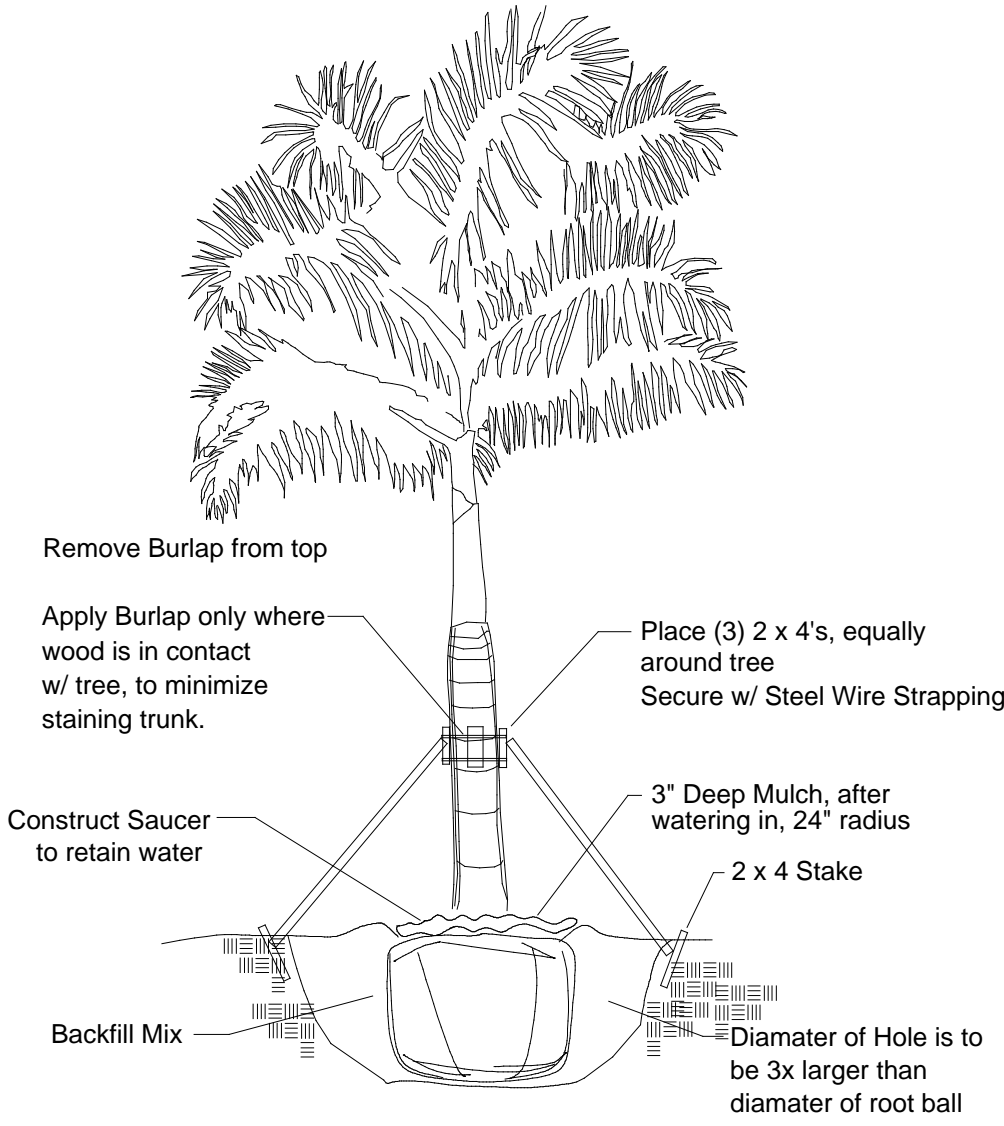 Remove Burlap from top
Apply Burlap only where
wood is in contact
w/ tree, to minimize
staining trunk.
Place (3) 2 x 4's, equally
around tree
Secure w/ Steel Wire Strapping
Construct Saucer
to retain water
3" Deep Mulch, after
watering in, 24" radius
2 x 4 Stake
Backfill Mix
Diamater of Hole is to
be 3x larger than
diamater of root ball